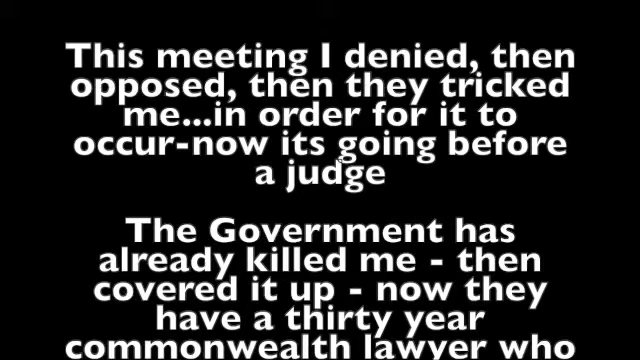 This meeting I denied, then
opposed, then they tricked
me...in order for it to
occur-now its going before
a judge
The Government has
already killed me - then
covered it up - now they
have a thirty year
commonwealth lawyer who